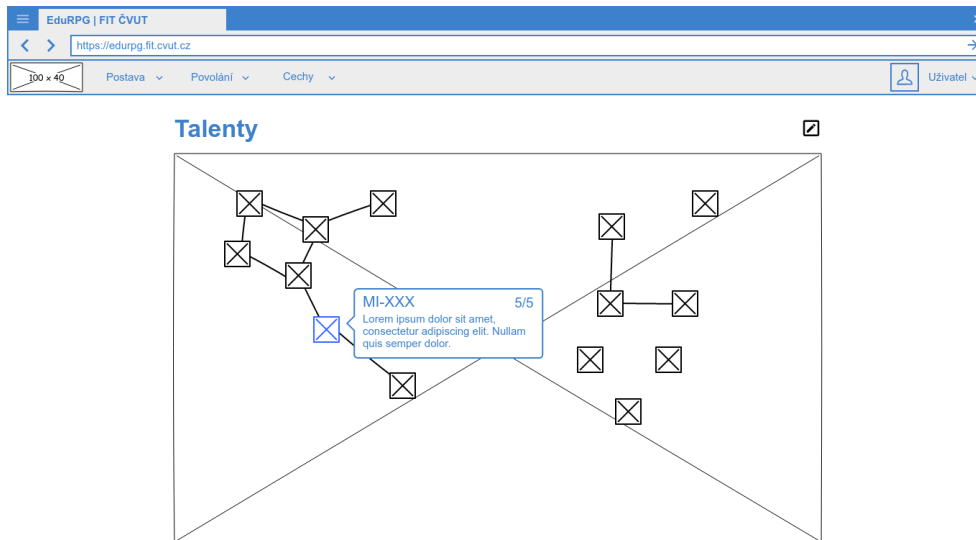 EduRPG | FIT ČVUT
https://edurpg.fit.cvut.cz
100 x 40
Postava
Povolání
Cechy
Uživatel
Talenty
MI-XXX 5/5
Lorem ipsum dolor sit amet,
consectetur adipiscing elit. Nullam
quis semper dolor.